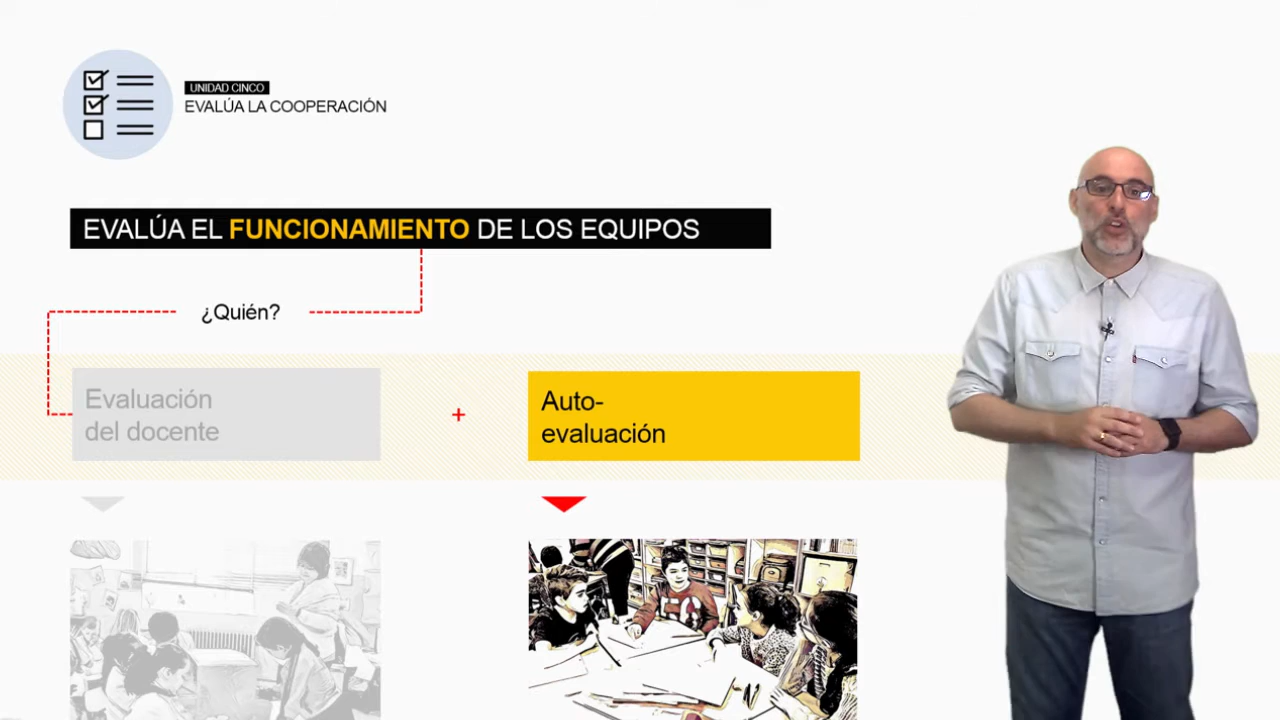 UNIDAD CINCO
EVALÚA LA COOPERACIÓN
EVALÚA EL FUNCIONAMIENTO DE LOS EQUIPOS
¿Quién?
Evaluación
del docente
+
Auto-
evaluación